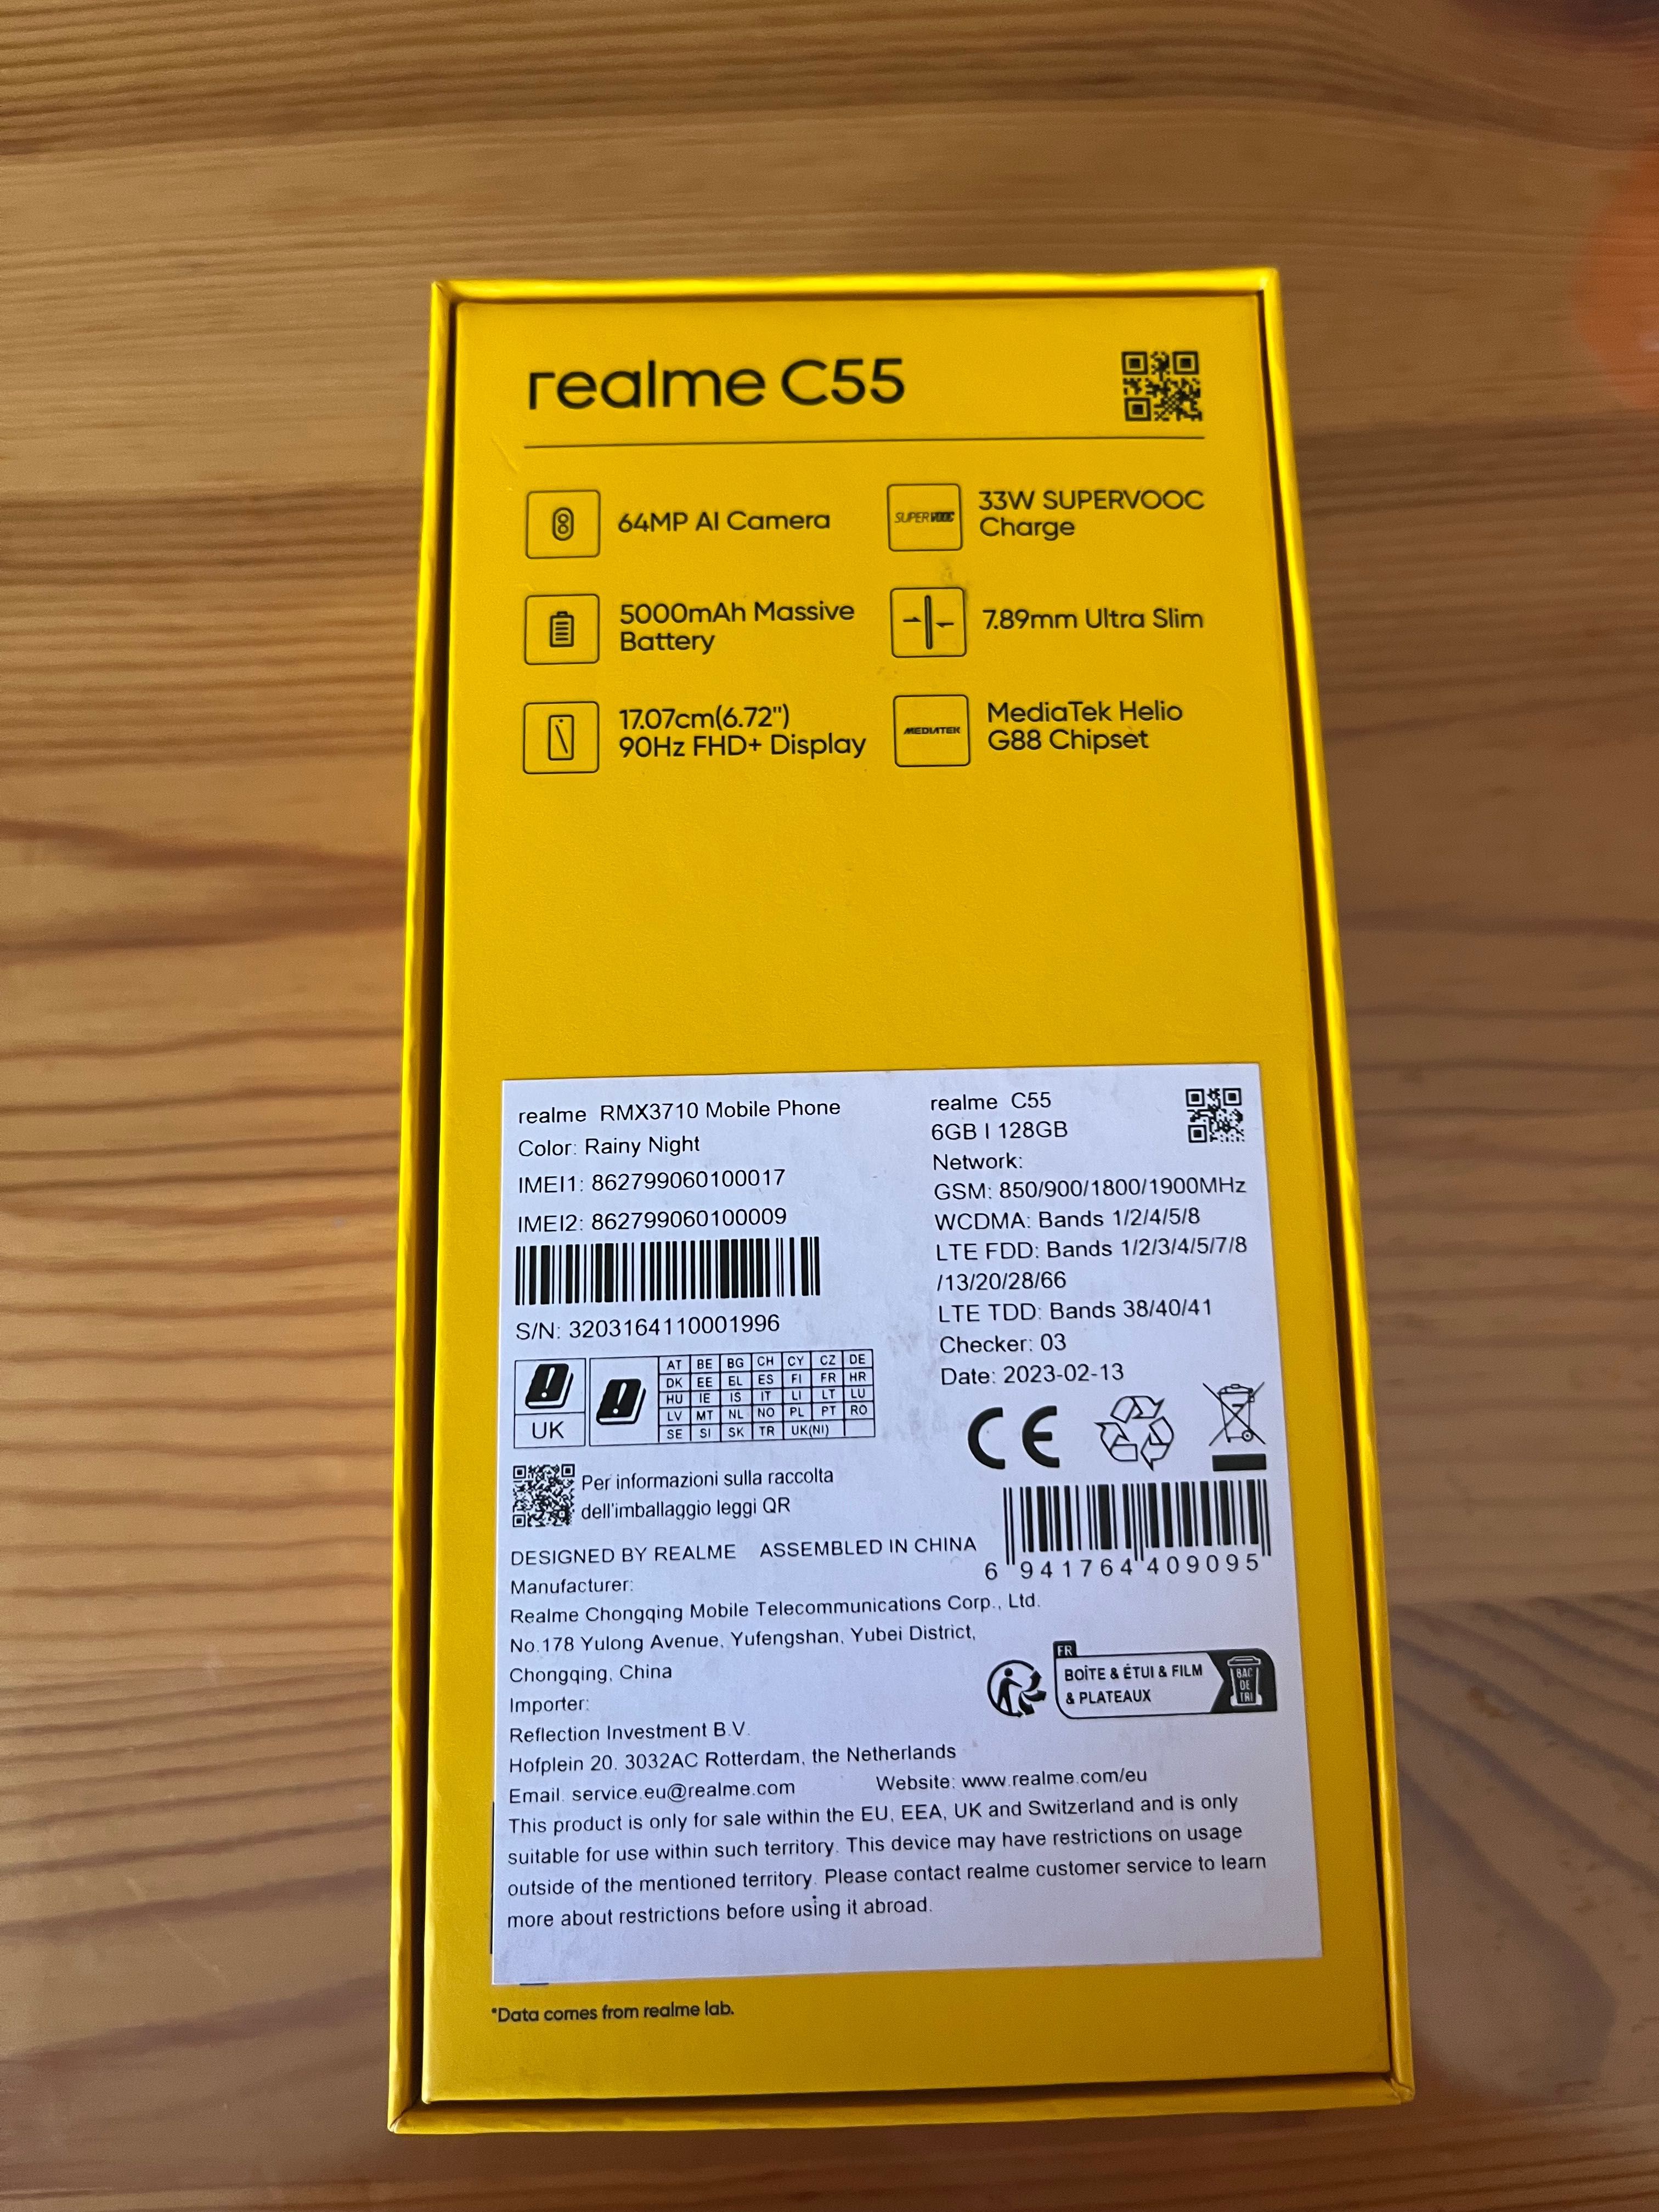 realme C55
64MP AI Camera
33W SUPERVOOC
Charge
5000mAh Massive
Battery
7.89mm Ultra Slim
17.07cm(6.72")
90Hz FHD+ Display
MediaTek Helio
G88 Chipset
SUPERVOOC
MEDIATEK
realme RMX3710 Mobile Phone
Color: Rainy Night
IMEI1: 862799060100017
IMEI2: 862799060100009
S/N: 3203164110001996
realme C55
6GB | 128GB
Network:
GSM: 850/900/1800/1900MHz
WCDMA: Bands 1/2/4/5/8
LTE FDD: Bands 1/2/3/4/5/7/8
/13/20/28/66
LTE TDD: Bands 38/40/41
Checker: 03
Date: 2023-02-13
UK
AT BE BG CH CY CZ DE
DK EE EL ES FI FR HR
HU IE IS IT LI LT LU
LV MT NL NO PL PT RO
SE SI SK TR UK(NI)
CE
Per informazioni sulla raccolta
dell'imballaggio leggi QR
6 941764 409095
DESIGNED BY REALME ASSEMBLED IN CHINA
Manufacturer:
Realme Chongqing Mobile Telecommunications Corp., Ltd.
No.178 Yulong Avenue, Yufengshan, Yubei District,
Chongqing, China
FR
BOÎTE & ÉTUI & FILM
& PLATEAUX
BAC
DE
TRI
Importer:
Reflection Investment B.V.
Hofplein 20, 3032AC Rotterdam, the Netherlands
Email. service.eu@realme.com Website: www.realme.com/eu
This product is only for sale within the EU, EEA, UK and Switzerland and is only
suitable for use within such territory. This device may have restrictions on usage
outside of the mentioned territory. Please contact realme customer service to learn
more about restrictions before using it abroad.
*Data comes from realme lab.